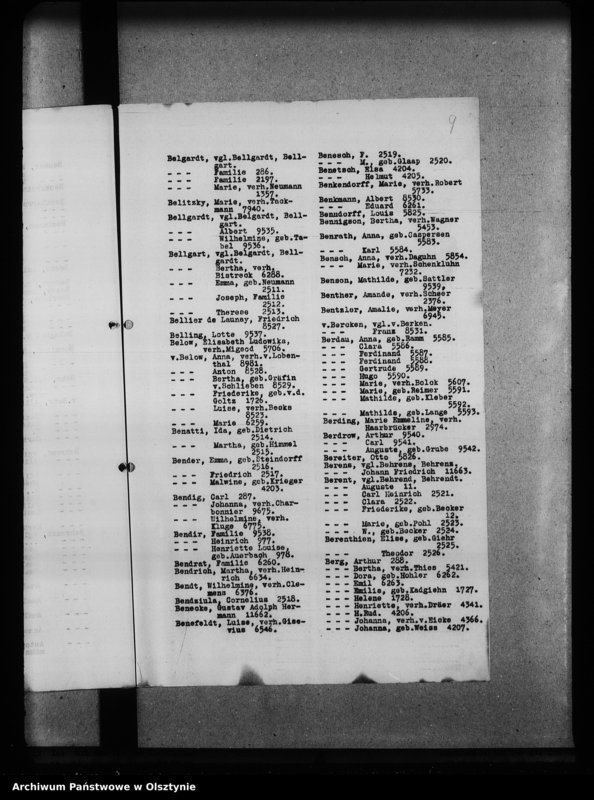 9
Belgardt, vgl.Bellgardt, Bell-
gart.
- - - Familie 286.
- - - Familie 2197.
- - - Marie, verh.Neumann
1357.
Belitzky, Marie, verh.Tack-
mann 7940.
Bellgardt, vgl.Belgardt, Bell-
gart.
- - - Albert 9535.
- - - Wilhelmine, geb.Ta-
bel 9536.
Bellgart, vgl.Belgardt, Bell-
gardt.
- - - Bertha, verh.
Bistreck 6288.
- - - Emma, geb.Neumann
2511.
- - - Joseph, Familie
2512.
- - - Therese 2513.
Bellier de Launay, Friedrich
8527.
Belling, Lotte 9537.
Below, Elisabeth Ludowika,
verh.Migeod 5706.
v.Below, Anna, verh.v.Loben-
thal 8981.
- - - Anton 8528.
- - - Bertha, geb.Gräfin
v.Schlieben 8529.
- - - Friederike, geb.v.d.
Goltz 1726.
- - - Luise, verh.Becks
8523.
- - - Marie 6259.
Benatti, Ida, geb.Dietrich
2514.
- - - Martha, geb.Himmel
2515.
Bender, Emma, geb.Steindorff
2516.
- - - Friedrich 2517.
- - - Malwine, geb.Krieger
4203.
Bendig, Carl 287.
- - - Johanna, verh.Char-
bonnier 9675.
- - - Wilhelmine, verh.
Kluge 6775.
Bendir, Familie 9538.
- - - Heinrich 977.
- - - Henriette Louise,
geb.Auerbach 978.
Bendrat, Familie 6260.
Bendrich, Martha, verh.Hein-
rich 6634.
Bendt, Wilhelmine, verh.Cle-
mens 6376.
Bendziula, Cornelius 2518.
Benecke, Gustav Adolph Her-
mann 11662.
Benefeldt, Luise, verh.Gise-
vius 6546.
Benesch, F. 2519.
- - - M., geb.Glaap 2520.
Benetsch, Elsa 4204.
- - - Helmut 4205.
Benkendorff, Marie, verh.Robert
5733.
Benkmann, Albert 8530.
- - - Eduard 6261.
Benndorff, Louis 5825.
Bennigson, Bertha, verh.Wagner
5453.
Benrath, Anna, geb.Caspersen
5583.
- - - Karl 5584.
Bensch, Anna, verh.Daguhn 5854.
- - - Marie, verh.Schenkluhn
7232.
Benson, Mathilde, geb.Sattler
9539.
Benther, Amande, verh.Scheer
2376.
Bentzler, Amalie, verh.Meyer
6945.
v.Bercken, vgl.v.Berken.
- - - Franz 8531.
Berdau, Anna, geb.Ramm 5585.
- - - Clara 5586.
- - - Ferdinand 5587.
- - - Ferdinand 5588.
- - - Gertrude 5589.
- - - Hugo 5590.
- - - Marie, verh.Bolck 5607.
- - - Marie, geb.Reimer 5591.
- - - Mathilde, geb.Kleber
5592.
- - - Mathilde, geb.Lange 5593.
Berding, Marie Emmeline, verh.
Haarbrücker 2974.
Berdrow, Arthur 9540.
- - - Carl 9541.
- - - Auguste, geb.Grube 9542.
Bereiter, Otto 5826.
Berens, vgl.Behrens, Behrens.
- - - Johann Friedrich 11663.
Berent, vgl.Behrend, Behrendt.
- - - Auguste 11.
- - - Carl Heinrich 2521.
- - - Clara 2522.
- - - Friederike, geb.Becker
12.
- - - Marie, geb.Pohl 2523.
- - - W., geb.Becker 2524.
Berenthien, Elise, geb.Giehr
2525.
- - - Theodor 2526.
Berg, Arthur 288.
- - - Bertha, verh.Thies 5421.
- - - Dora, geb.Hohler 6262.
- - - Emil 6263.
- - - Emilie, geb.Kadgiehn 1727.
- - - Helene 1728.
- - - Henriette, verh.Dräer 4341.
- - - H.Rud. 4206.
- - - Johanna, verh.v.Eicke 4366.
- - - Johanna, geb.Weiss 4207.
Archiwum Państwowe w Olsztynie